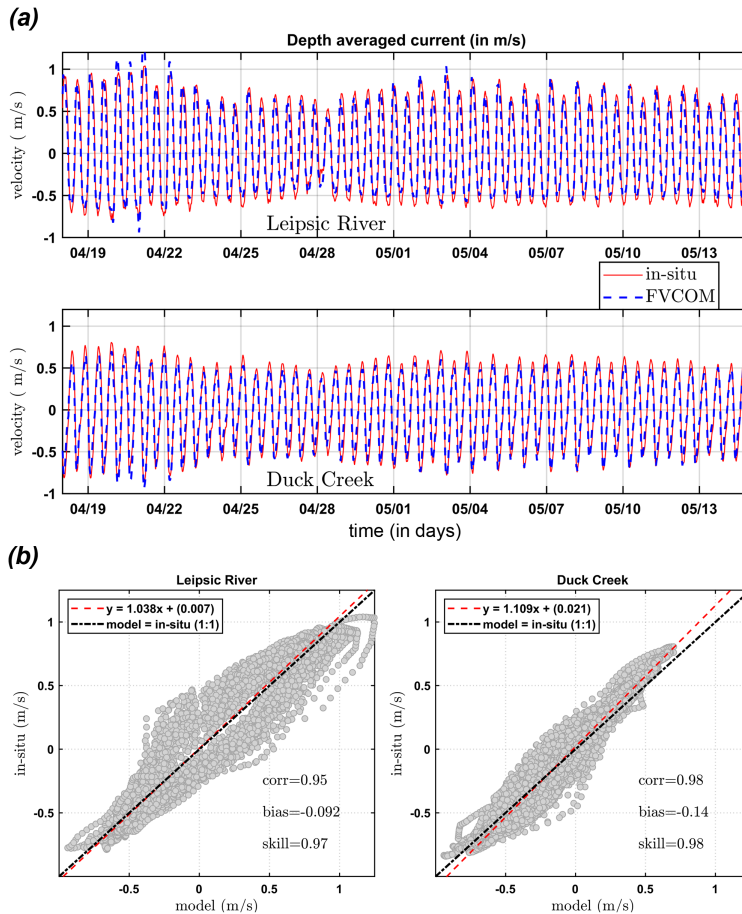 (a)
Depth averaged current (in m/s)
velocity ( m/s)
1
0.5
0
-0.5
-1
Leipsic River
04/19 04/22 04/25 04/28 05/01 05/04 05/07 05/10 05/13
in-situ
FVCOM
velocity ( m/s)
1
0.5
0
-0.5
-1
Duck Creek
04/19 04/22 04/25 04/28 05/01 05/04 05/07 05/10 05/13
time (in days)
(b)
Leipsic River
y = 1.038x + (0.007)
model = in-situ (1:1)
in-situ (m/s)
1
0.5
0
-0.5
corr=0.95
bias=-0.092
skill=0.97
-0.5 0 0.5 1
model (m/s)
Duck Creek
y = 1.109x + (0.021)
model = in-situ (1:1)
in-situ (m/s)
1
0.5
0
-0.5
corr=0.98
bias=-0.14
skill=0.98
-0.5 0 0.5 1
model (m/s)